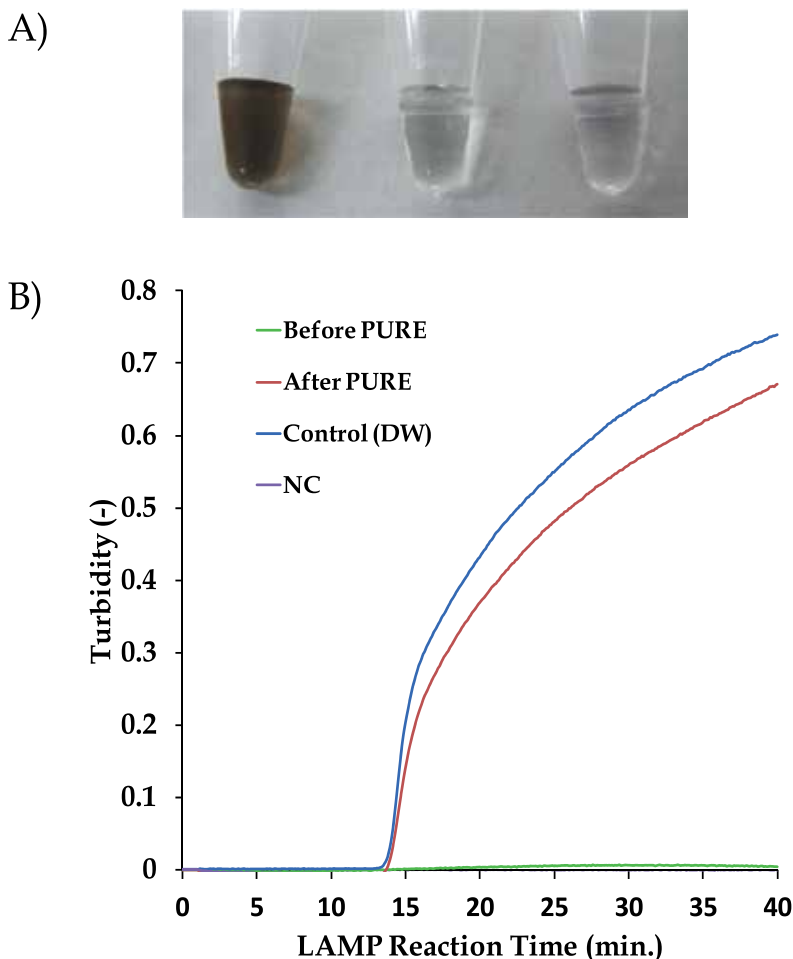 A)
B)
0.8
0.7
0.6
0.5
0.4
0.3
0.2
0.1
0
Turbidity (-)
Before PURE
After PURE
Control (DW)
NC
0 5 10 15 20 25 30 35 40
LAMP Reaction Time (min.)